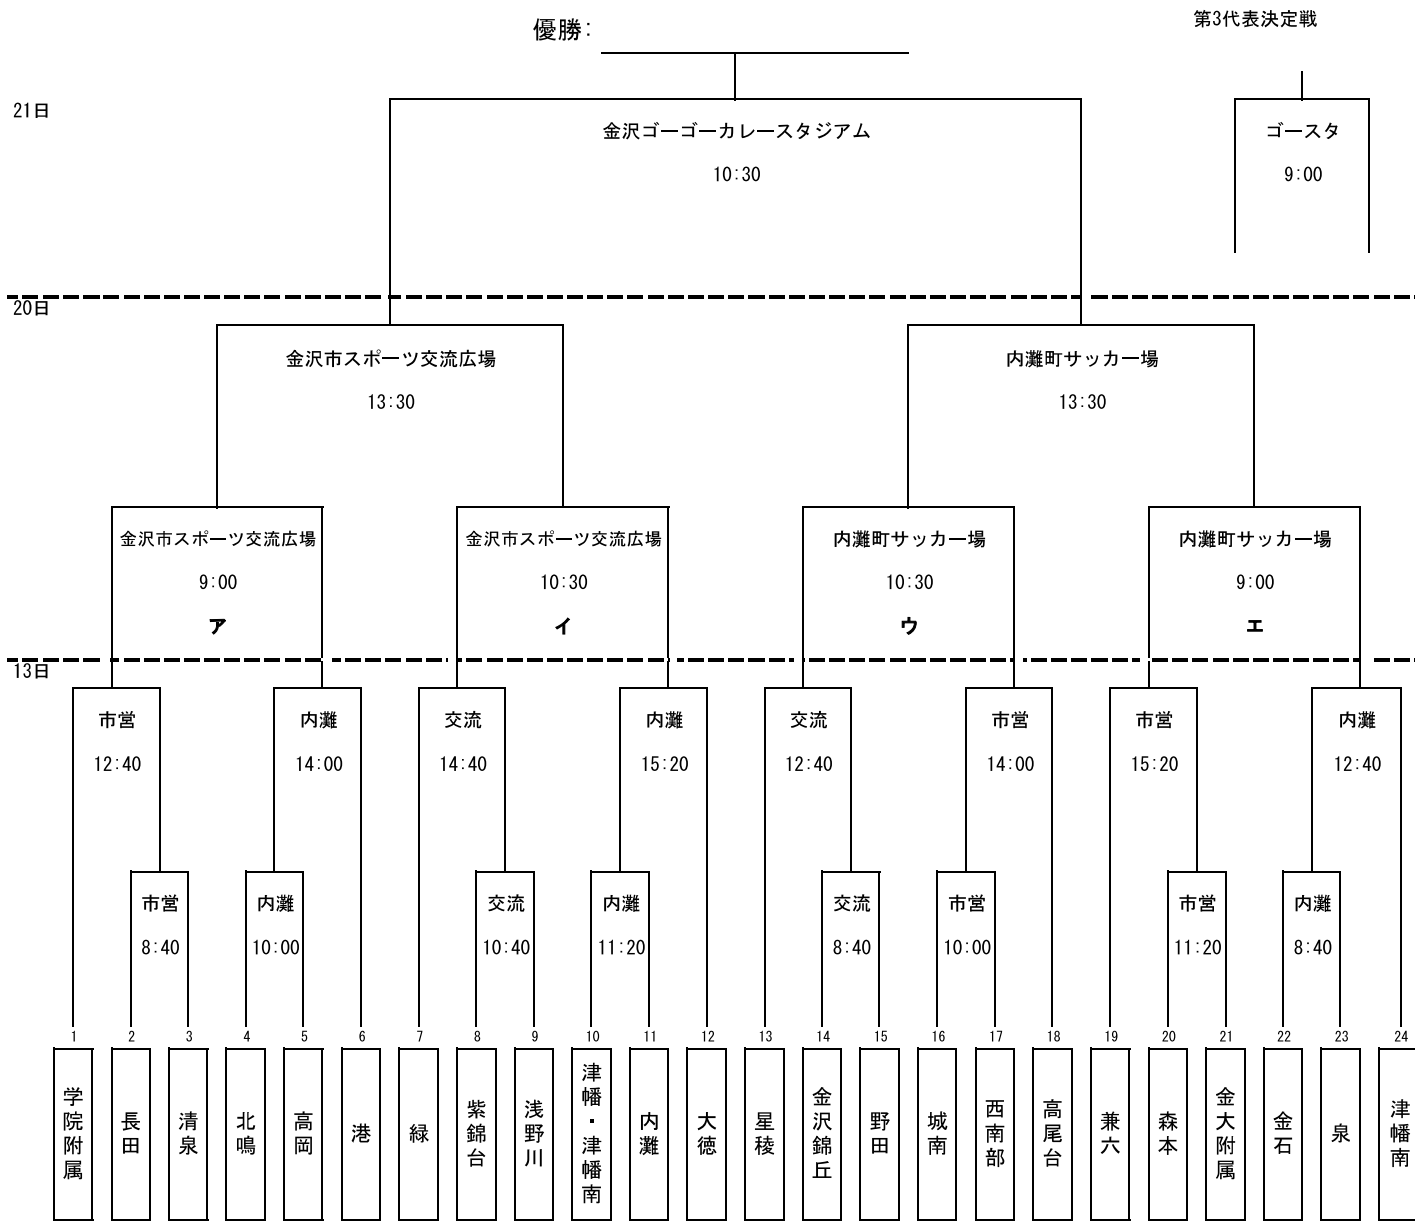 優勝:
第3代表決定戦
21日
金沢ゴーゴーカレースタジアム
10:30
ゴースタ
9:00
20日
金沢市スポーツ交流広場
13:30
内灘町サッカー場
13:30
金沢市スポーツ交流広場
9:00
ア
金沢市スポーツ交流広場
10:30
イ
内灘町サッカー場
10:30
ウ
内灘町サッカー場
9:00
エ
13日
市営
12:40
内灘
14:00
交流
14:40
内灘
15:20
交流
12:40
市営
14:00
市営
15:20
内灘
12:40
市営
8:40
内灘
10:00
交流
10:40
内灘
11:20
交流
8:40
市営
10:00
市営
11:20
内灘
8:40
1
2
3
4
5
6
7
8
9
10
11
12
13
14
15
16
17
18
19
20
21
22
23
24
学院附属
長田
清泉
北鳴
高岡
港
緑
紫錦台
浅野川
津幡・津幡南
内灘
大徳
星稜
金沢錦丘
野田
城南
西南部
高尾台
兼六
森本
金大附属
金石
泉
津幡南